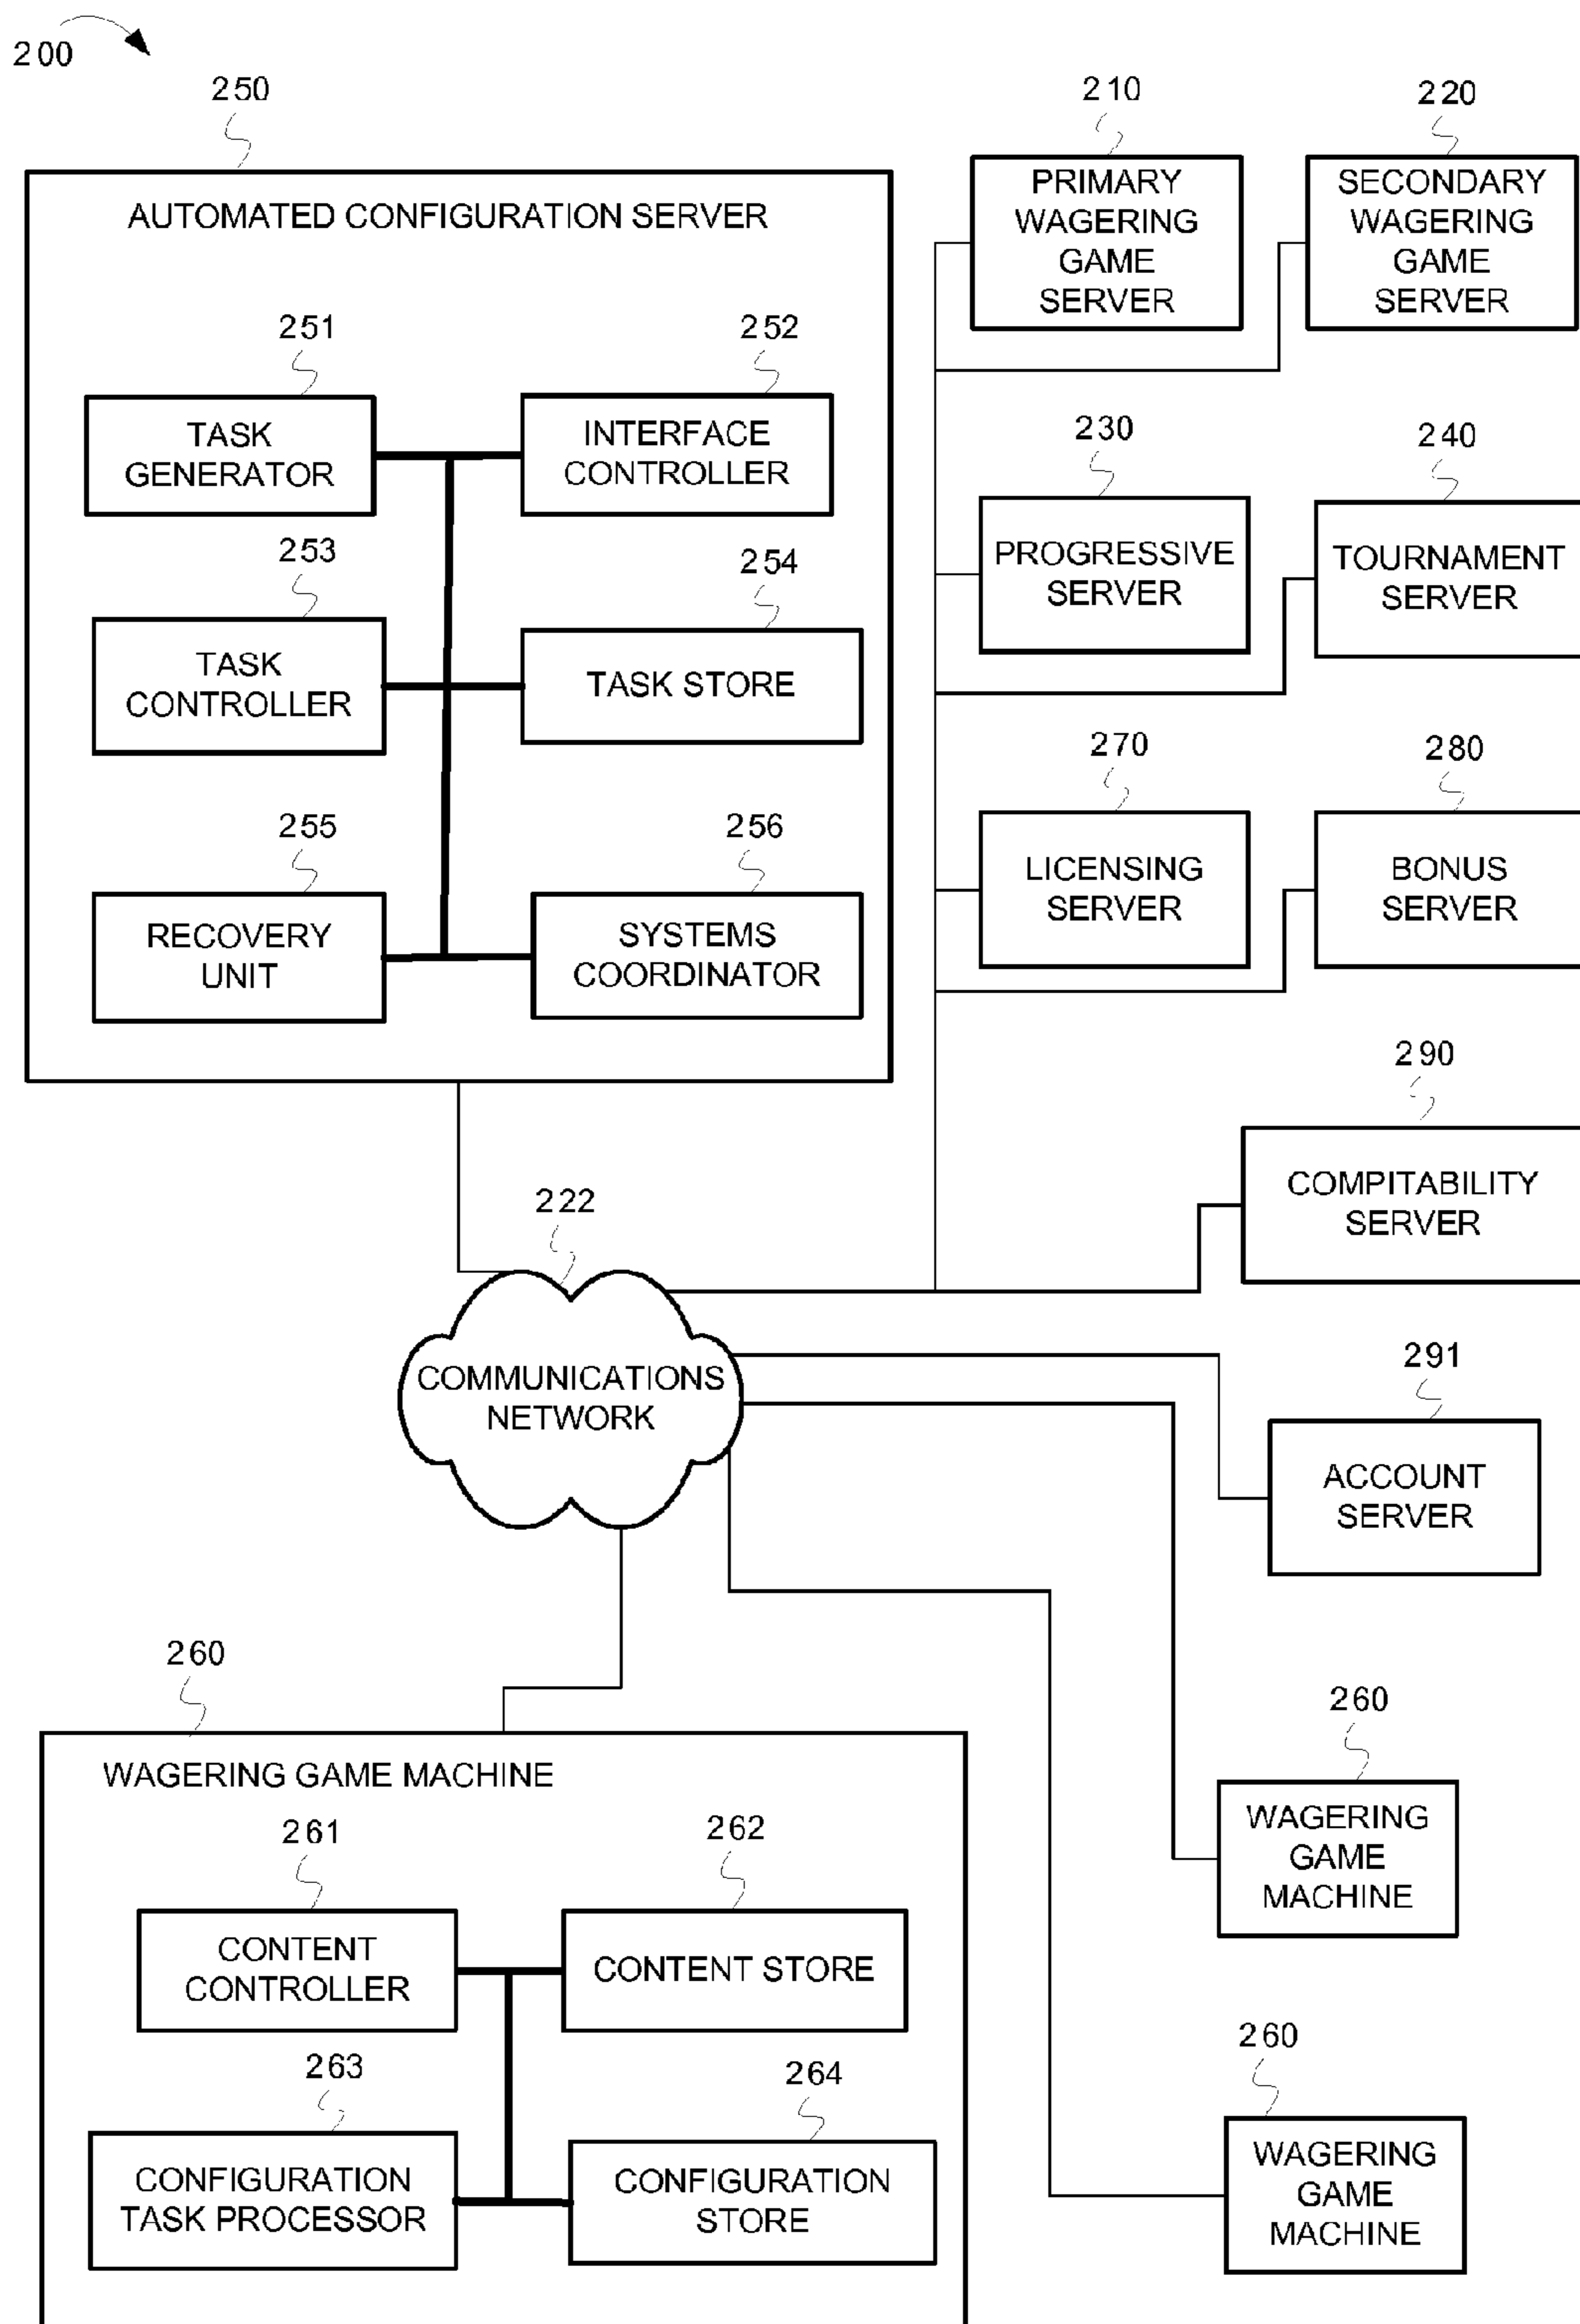 200
250
AUTOMATED CONFIGURATION SERVER
251
TASK
GENERATOR
252
INTERFACE
CONTROLLER
253
TASK
CONTROLLER
254
TASK STORE
255
RECOVERY
UNIT
256
SYSTEMS
COORDINATOR
210
PRIMARY
WAGERING
GAME
SERVER
220
SECONDARY
WAGERING
GAME
SERVER
230
PROGRESSIVE
SERVER
240
TOURNAMENT
SERVER
270
LICENSING
SERVER
280
BONUS
SERVER
290
COMPITABILITY
SERVER
222
COMMUNICATIONS
NETWORK
291
ACCOUNT
SERVER
260
WAGERING GAME MACHINE
261
CONTENT
CONTROLLER
262
CONTENT STORE
263
CONFIGURATION
TASK PROCESSOR
264
CONFIGURATION
STORE
260
WAGERING
GAME
MACHINE
260
WAGERING
GAME
MACHINE